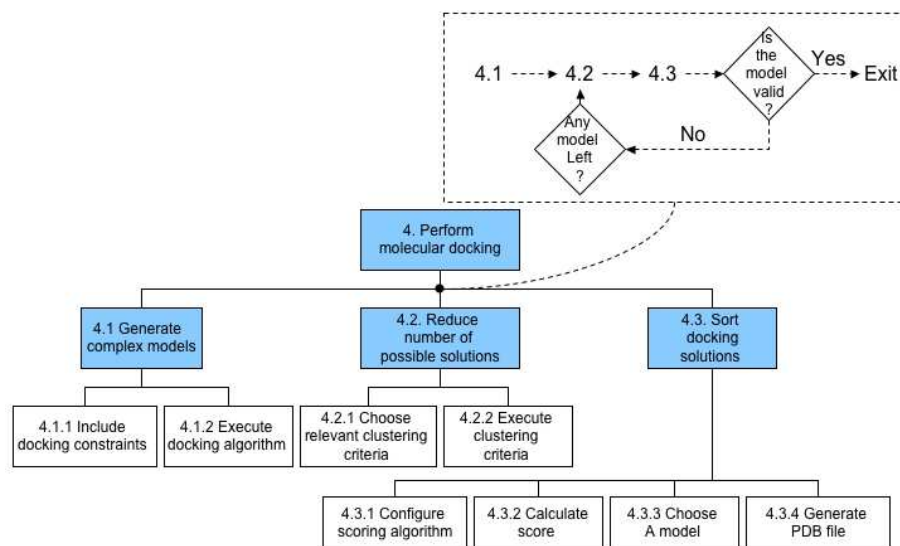 Is
the
model
valid
?
Yes
4.1
4.2
4.3
Exit
Any
model
Left
?
No
4. Perform
molecular docking
4.1 Generate
complex models
4.2. Reduce
number of
possible solutions
4.3. Sort
docking
solutions
4.1.1 Include
docking constraints
4.1.2 Execute
docking algorithm
4.2.1 Choose
relevant clustering
criteria
4.2.2 Execute
clustering
criteria
4.3.1 Configure
scoring algorithm
4.3.2 Calculate
score
4.3.3 Choose
A model
4.3.4 Generate
PDB file